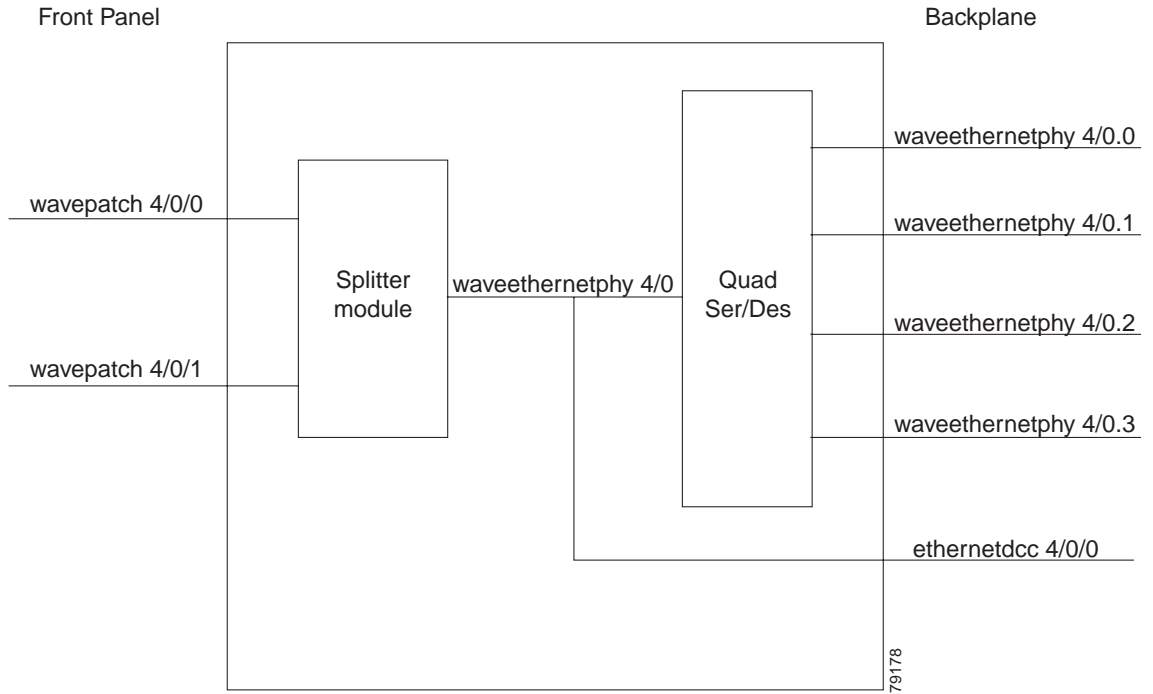 Front Panel
Backplane
waveethernetphy 4/0.0
wavepatch 4/0/0
waveethernetphy 4/0.1
Splitter
module
waveethernetphy 4/0
Quad
Ser/Des
waveethernetphy 4/0.2
wavepatch 4/0/1
waveethernetphy 4/0.3
ethernetdcc 4/0/0
79178